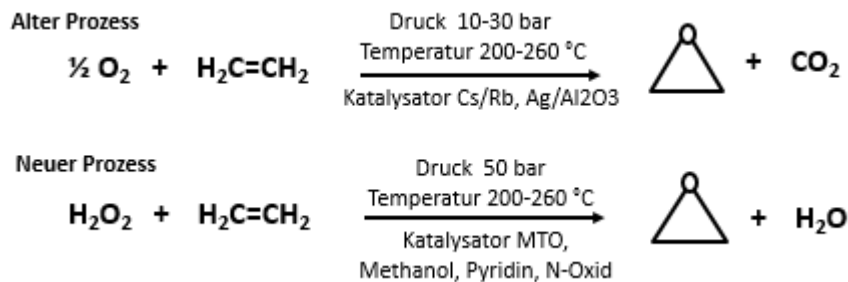 Alter Prozess
Druck 10-30 bar
Temperatur 200-260 °C
½ O₂ + H₂C=CH₂ O + CO₂
Katalysator Cs/Rb, Ag/Al2O3
Neuer Prozess
Druck 50 bar
Temperatur 200-260 °C
H₂O₂ + H₂C=CH₂ O + H₂O
Katalysator MTO,
Methanol, Pyridin, N-Oxid